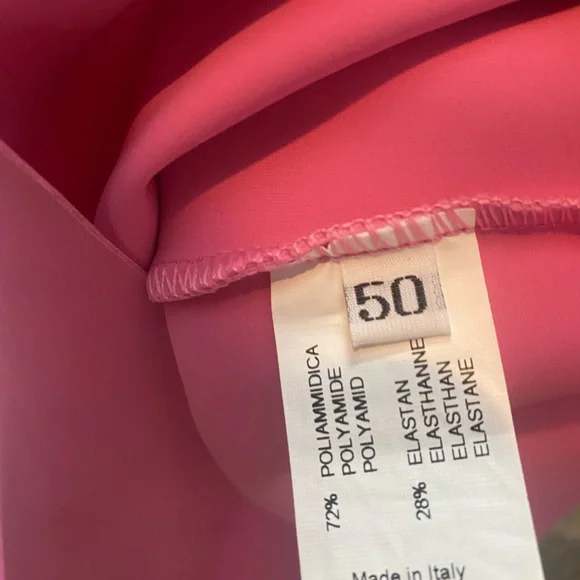 50
72% POLIAMMIDICA
POLYAMIDE
POLYAMID
28% ELASTAN
ELASTHANNE
ELASTHAN
ELASTANE
Made in Italy